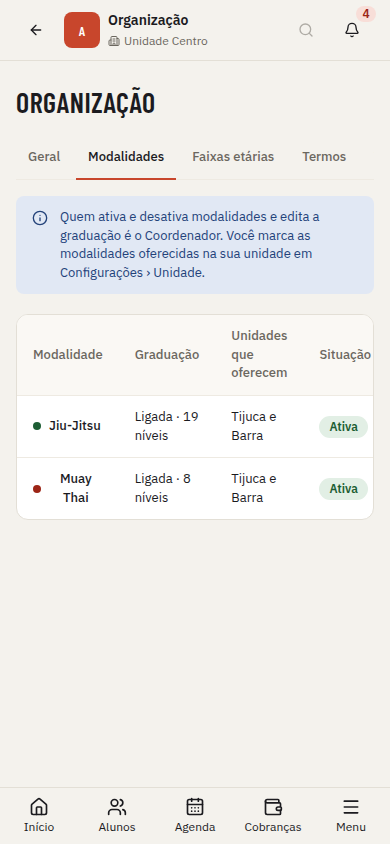 A
Organização
Unidade Centro
4
ORGANIZAÇÃO
Geral
Modalidades
Faixas etárias
Termos
Quem ativa e desativa modalidades e edita a
graduação é o Coordenador. Você marca as
modalidades oferecidas na sua unidade em
Configurações › Unidade.
Modalidade
Graduação
Unidades
que
oferecem
Situação
Jiu-Jitsu
Ligada · 19
níveis
Tijuca e
Barra
Ativa
Muay
Thai
Ligada · 8
níveis
Tijuca e
Barra
Ativa
Início
Alunos
Agenda
Cobranças
Menu